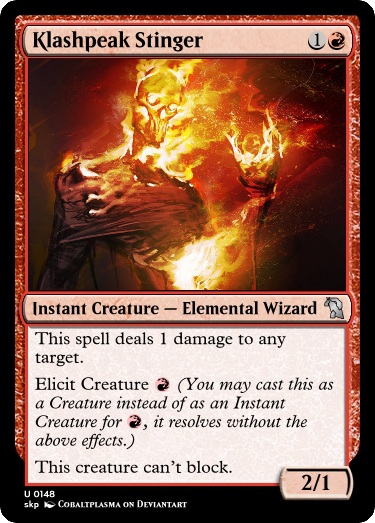 Klashpeak Stinger 1
Instant Creature — Elemental Wizard
This spell deals 1 damage to any
target.
Elicit Creature (You may cast this as
a Creature instead of as an Instant
Creature for , it resolves without the
above effects.)
This creature can't block.
2/1
U 0148
skp Cobaltplasma on Deviantart